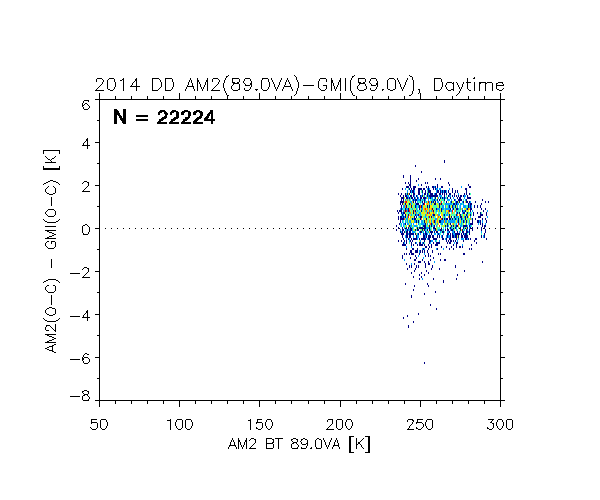 2014 DD AM2(89.0VA)−GMI(89.0V), Daytime
N = 22224
6
4
2
0
−2
−4
−6
−8
AM2(O−C) − GMI(O−C) [K]
50 100 150 200 250 300
AM2 BT 89.0VA [K]